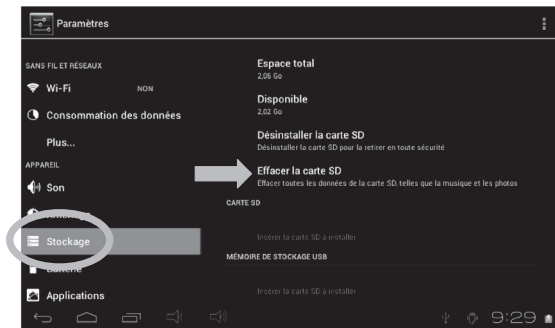 Paramètres
SANS FIL ET RÉSEAUX
Wi-Fi NON
Consommation des données
Plus...
APPAREIL
Son
Stockage
Batterie
Applications
Espace total
2,06 Go
Disponible
2,02 Go
Désinstaller la carte SD
Désinstaller la carte SD pour la retirer en toute sécurité
Effacer la carte SD
Effacer toutes les données de la carte SD, telles que la musique et les photos
CARTE SD
Insérer la carte SD à installer
MÉMOIRE DE STOCKAGE USB
Insérer la carte SD à installer
9:29